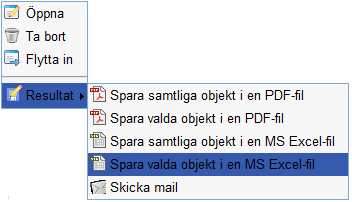 Öppna
Ta bort
Flytta in
Resultat
Spara samtliga objekt i en PDF-fil
Spara valda objekt i en PDF-fil
Spara samtliga objekt i en MS Excel-fil
Spara valda objekt i en MS Excel-fil
Skicka mail